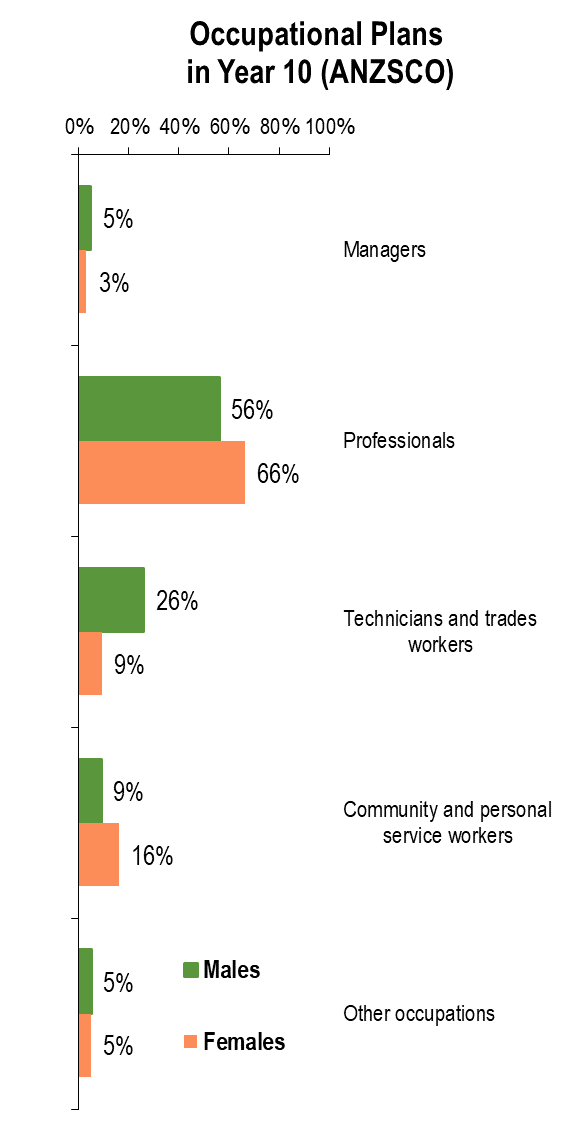 Occupational Plans
in Year 10 (ANZSCO)
0% 20% 40% 60% 80% 100%
5%
Managers
3%
56%
Professionals
66%
26%
Technicians and trades
workers
9%
9%
Community and personal
service workers
16%
Males
5%
Other occupations
Females
5%